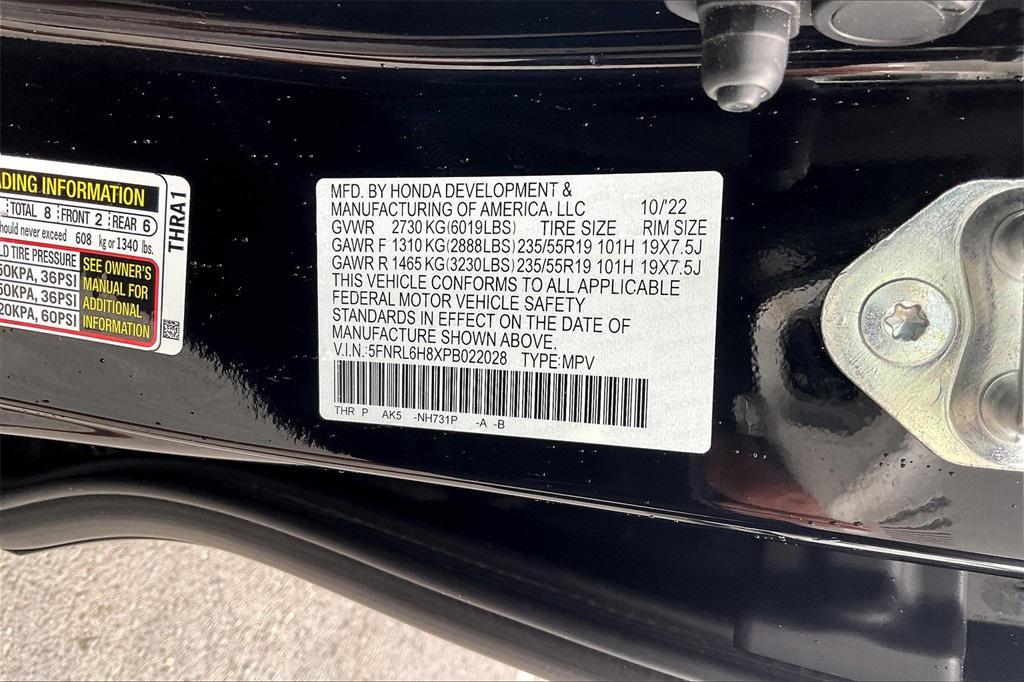 MFD. BY HONDA DEVELOPMENT &
MANUFACTURING OF AMERICA, LLC 10/'22
GVWR 2730 KG(6019LBS) TIRE SIZE RIM SIZE
GAWR F 1310 KG(2888LBS) 235/55R19 101H 19X7.5J
GAWR R 1465 KG(3230LBS) 235/55R19 101H 19X7.5J
THIS VEHICLE CONFORMS TO ALL APPLICABLE
FEDERAL MOTOR VEHICLE SAFETY
STANDARDS IN EFFECT ON THE DATE OF
MANUFACTURE SHOWN ABOVE.
V.I.N.: 5FNRL6H8XPB022028 TYPE:MPV
THR P AK5 -NH731P -A -B
ADING INFORMATION
TOTAL 8 FRONT 2 REAR 6
hould never exceed 608 kg or 1340 lbs.
D TIRE PRESSURE
50KPA, 36PSI
50KPA, 36PSI
20KPA, 60PSI
SEE OWNER'S
MANUAL FOR
ADDITIONAL
INFORMATION
THRA1